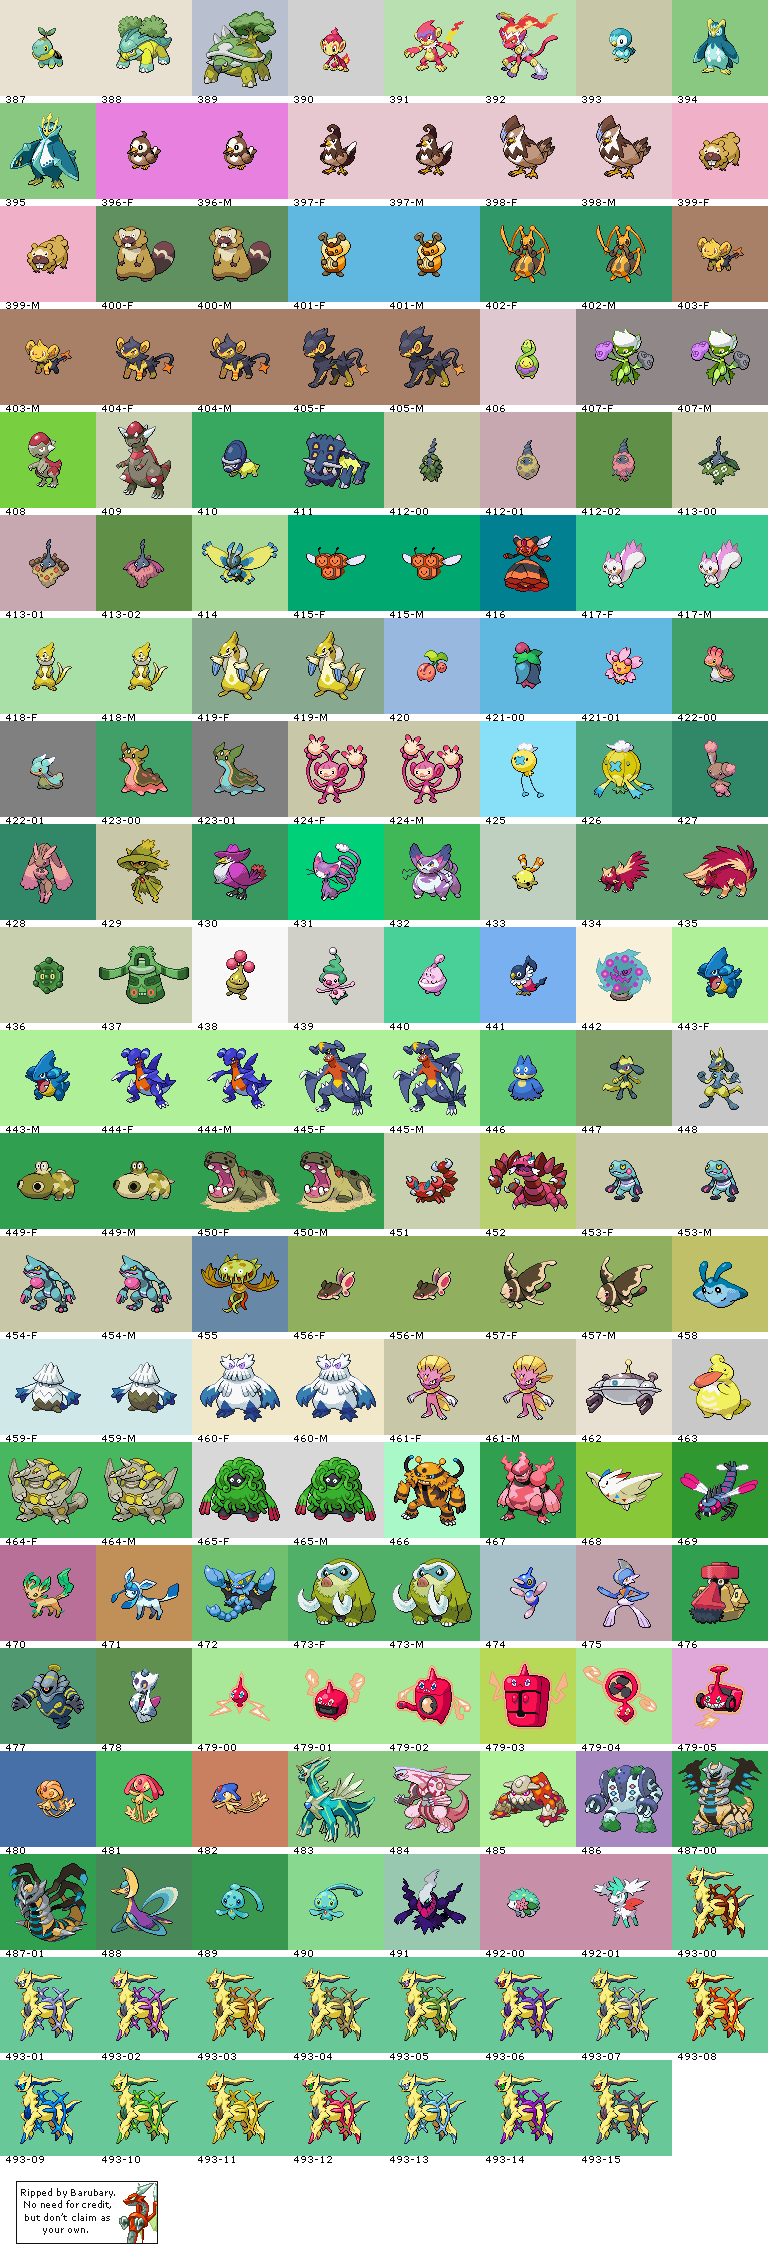 387 388 389 390 391 392 393 394
395 396-F 396-M 397-F 397-M 398-F 398-M 399-F
399-M 400-F 400-M 401-F 401-M 402-F 402-M 403-F
403-M 404-F 404-M 405-F 405-M 406 407-F 407-M
408 409 410 411 412-00 412-01 412-02 413-00
413-01 413-02 414 415-F 415-M 416 417-F 417-M
418-F 418-M 419-F 419-M 420 421-00 421-01 422-00
422-01 423-00 423-01 424-F 424-M 425 426 427
428 429 430 431 432 433 434 435
436 437 438 439 440 441 442 443-F
443-M 444-F 444-M 445-F 445-M 446 447 448
449-F 449-M 450-F 450-M 451 452 453-F 453-M
454-F 454-M 455 456-F 456-M 457-F 457-M 458
459-F 459-M 460-F 460-M 461-F 461-M 462 463
464-F 464-M 465-F 465-M 466 467 468 469
470 471 472 473-F 473-M 474 475 476
477 478 479-00 479-01 479-02 479-03 479-04 479-05
480 481 482 483 484 485 486 487-00
487-01 488 489 490 491 492-00 492-01 493-00
493-01 493-02 493-03 493-04 493-05 493-06 493-07 493-08
493-09 493-10 493-11 493-12 493-13 493-14 493-15
Ripped by Barubary.
No need for credit,
but don't claim as
your own.